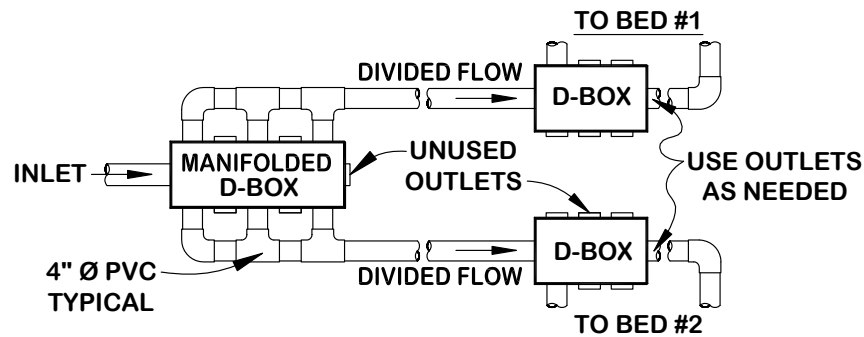 TO BED #1
DIVIDED FLOW
D-BOX
INLET
MANIFOLDED
D-BOX
UNUSED
OUTLETS
USE OUTLETS
AS NEEDED
4" Ø PVC
TYPICAL
DIVIDED FLOW
D-BOX
TO BED #2